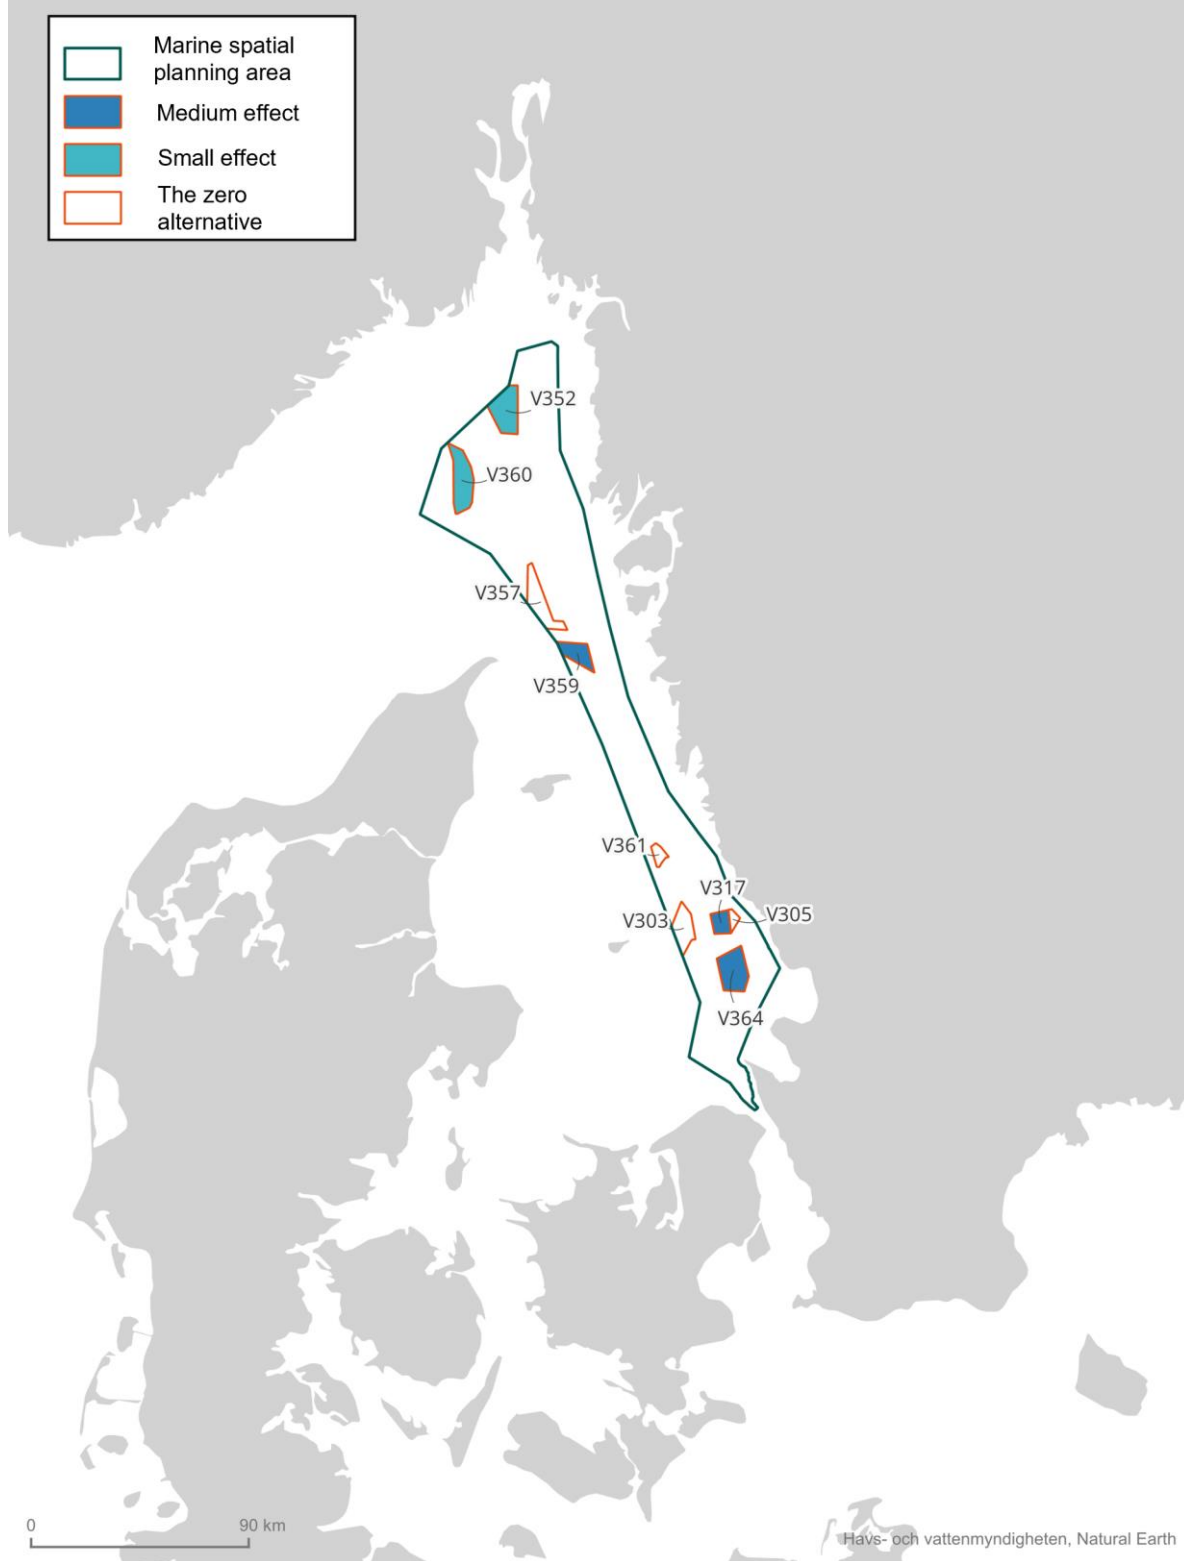 Marine spatial
planning area
Medium effect
Small effect
The zero
alternative
V352
V360
V357
V359
V361
V317
V303
V305
V364
0
90 km
Havs- och vattenmyndigheten, Natural Earth